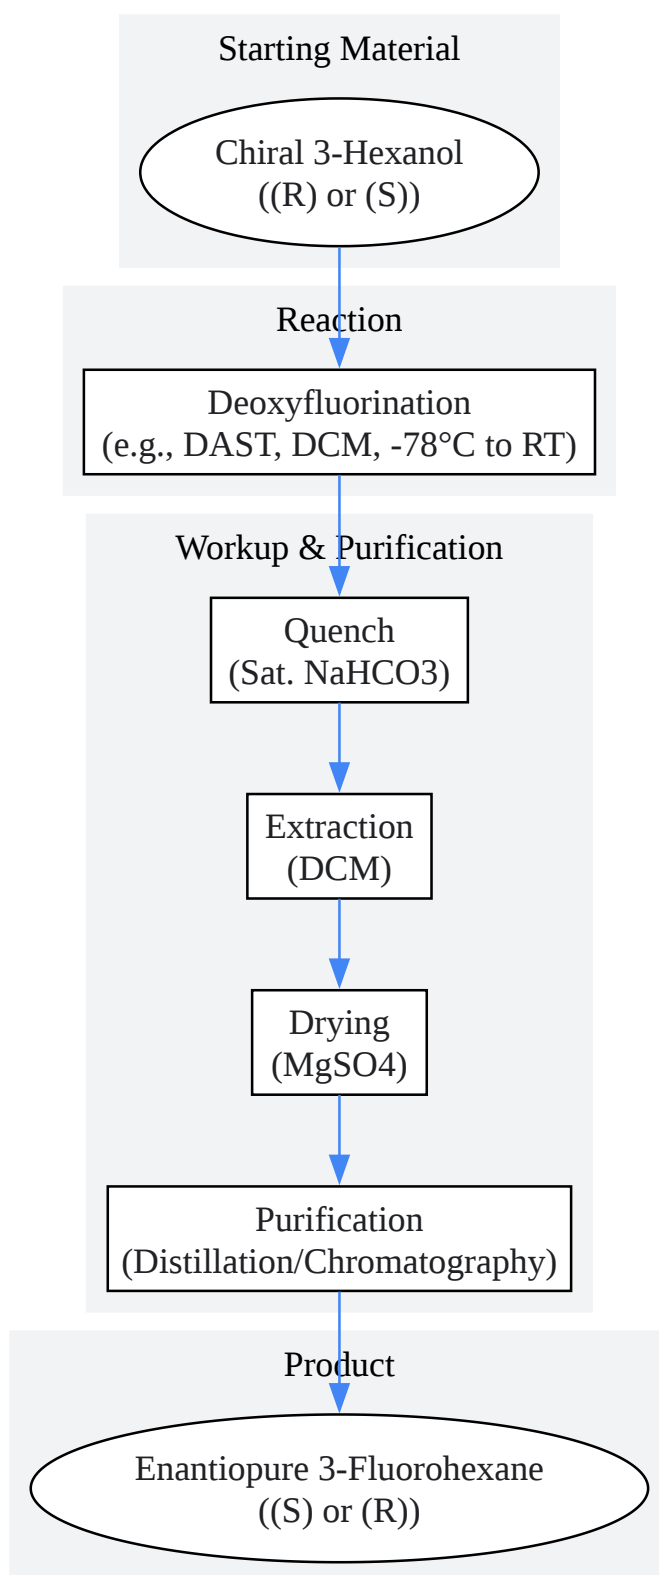 Starting Material
Chiral 3-Hexanol
((R) or (S))
Reaction
Deoxyfluorination
(e.g., DAST, DCM, -78°C to RT)
Workup & Purification
Quench
(Sat. NaHCO3)
Extraction
(DCM)
Drying
(MgSO4)
Purification
(Distillation/Chromatography)
Product
Enantiopure 3-Fluorohexane
((S) or (R))